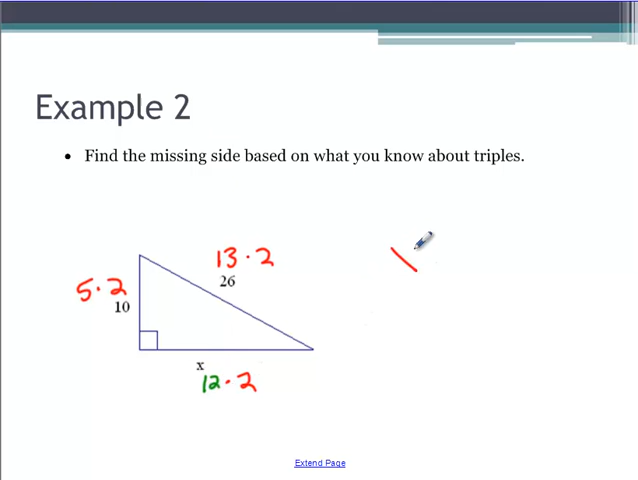 Example 2
• Find the missing side based on what you know about triples.
13 · 2
26
5 · 2
10
x
12 · 2
Extend Page